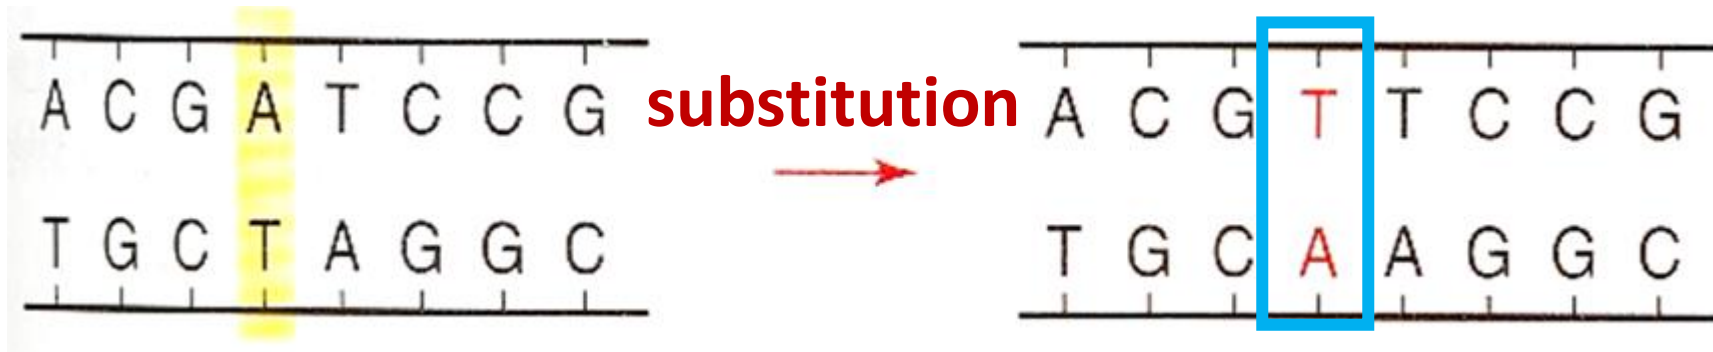 A C G A T C C G
substitution
A C G T T C C G
T G C T A G G C
T G C A A G G C